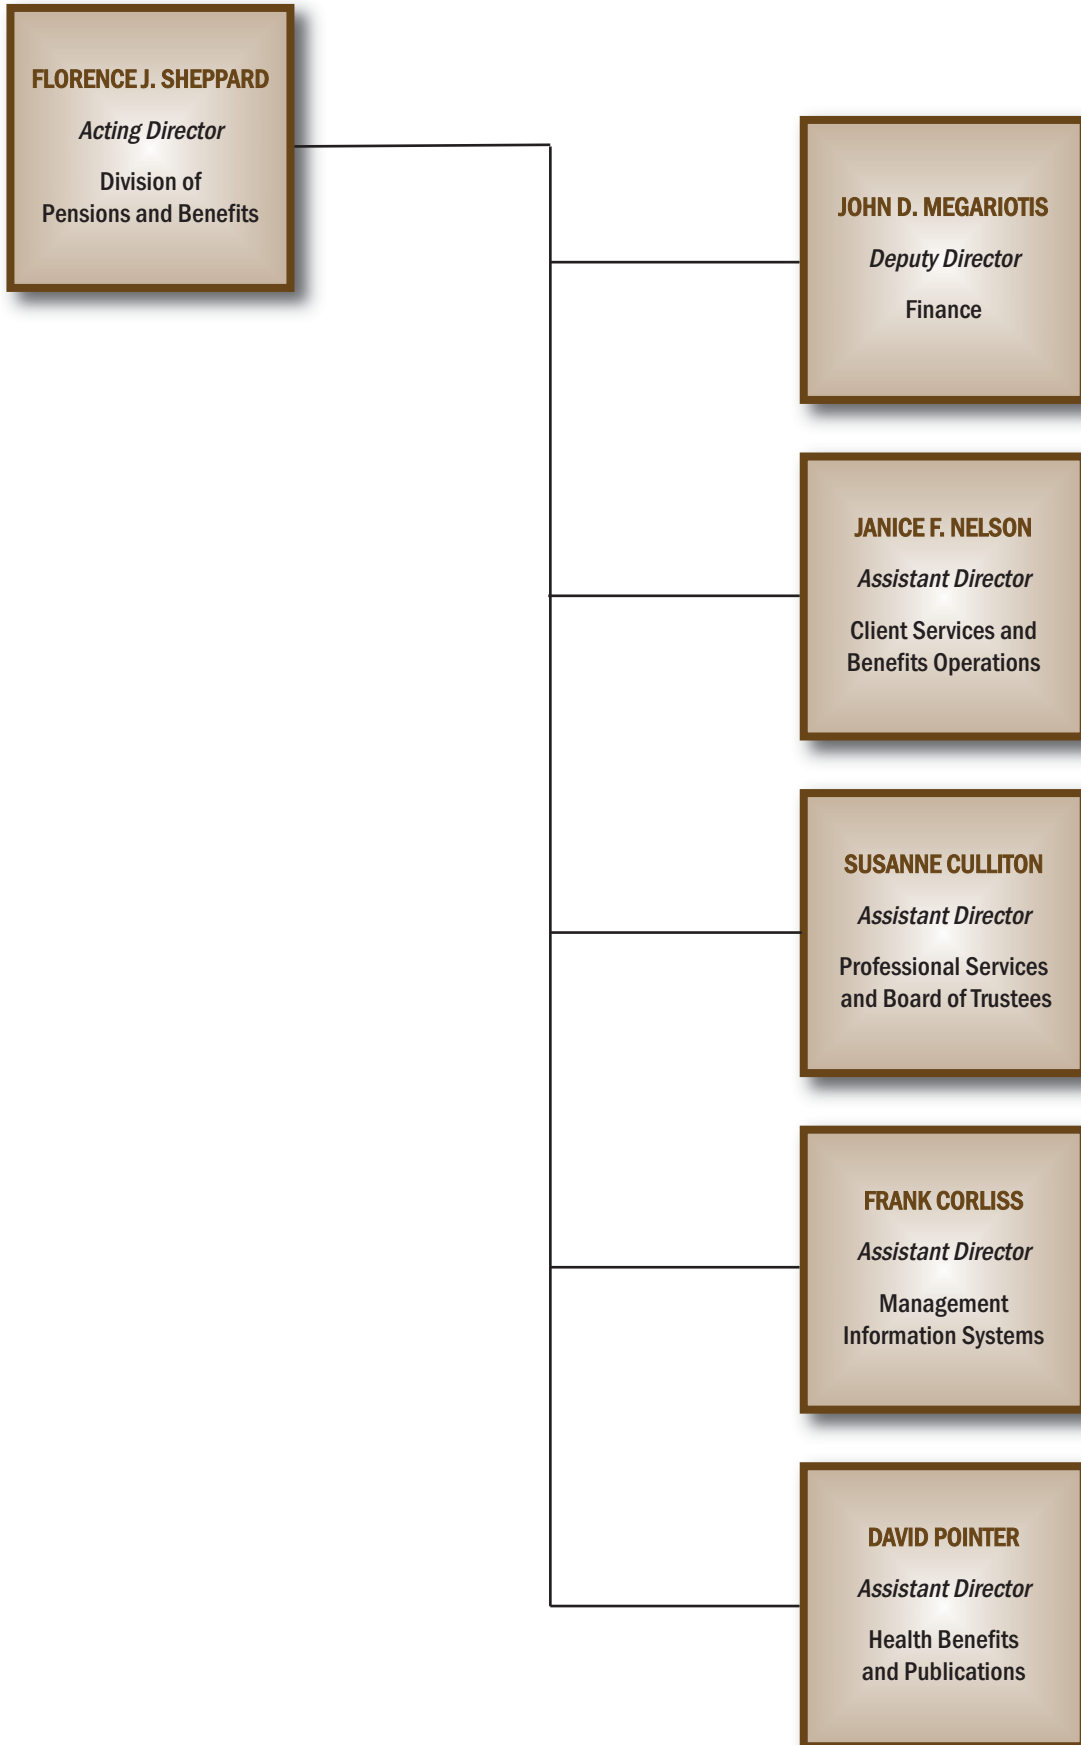 FLORENCE J. SHEPPARD
Acting Director
Division of
Pensions and Benefits
JOHN D. MEGARIOTIS
Deputy Director
Finance
JANICE F. NELSON
Assistant Director
Client Services and
Benefits Operations
SUSANNE CULLITON
Assistant Director
Professional Services
and Board of Trustees
FRANK CORLISS
Assistant Director
Management
Information Systems
DAVID POINTER
Assistant Director
Health Benefits
and Publications